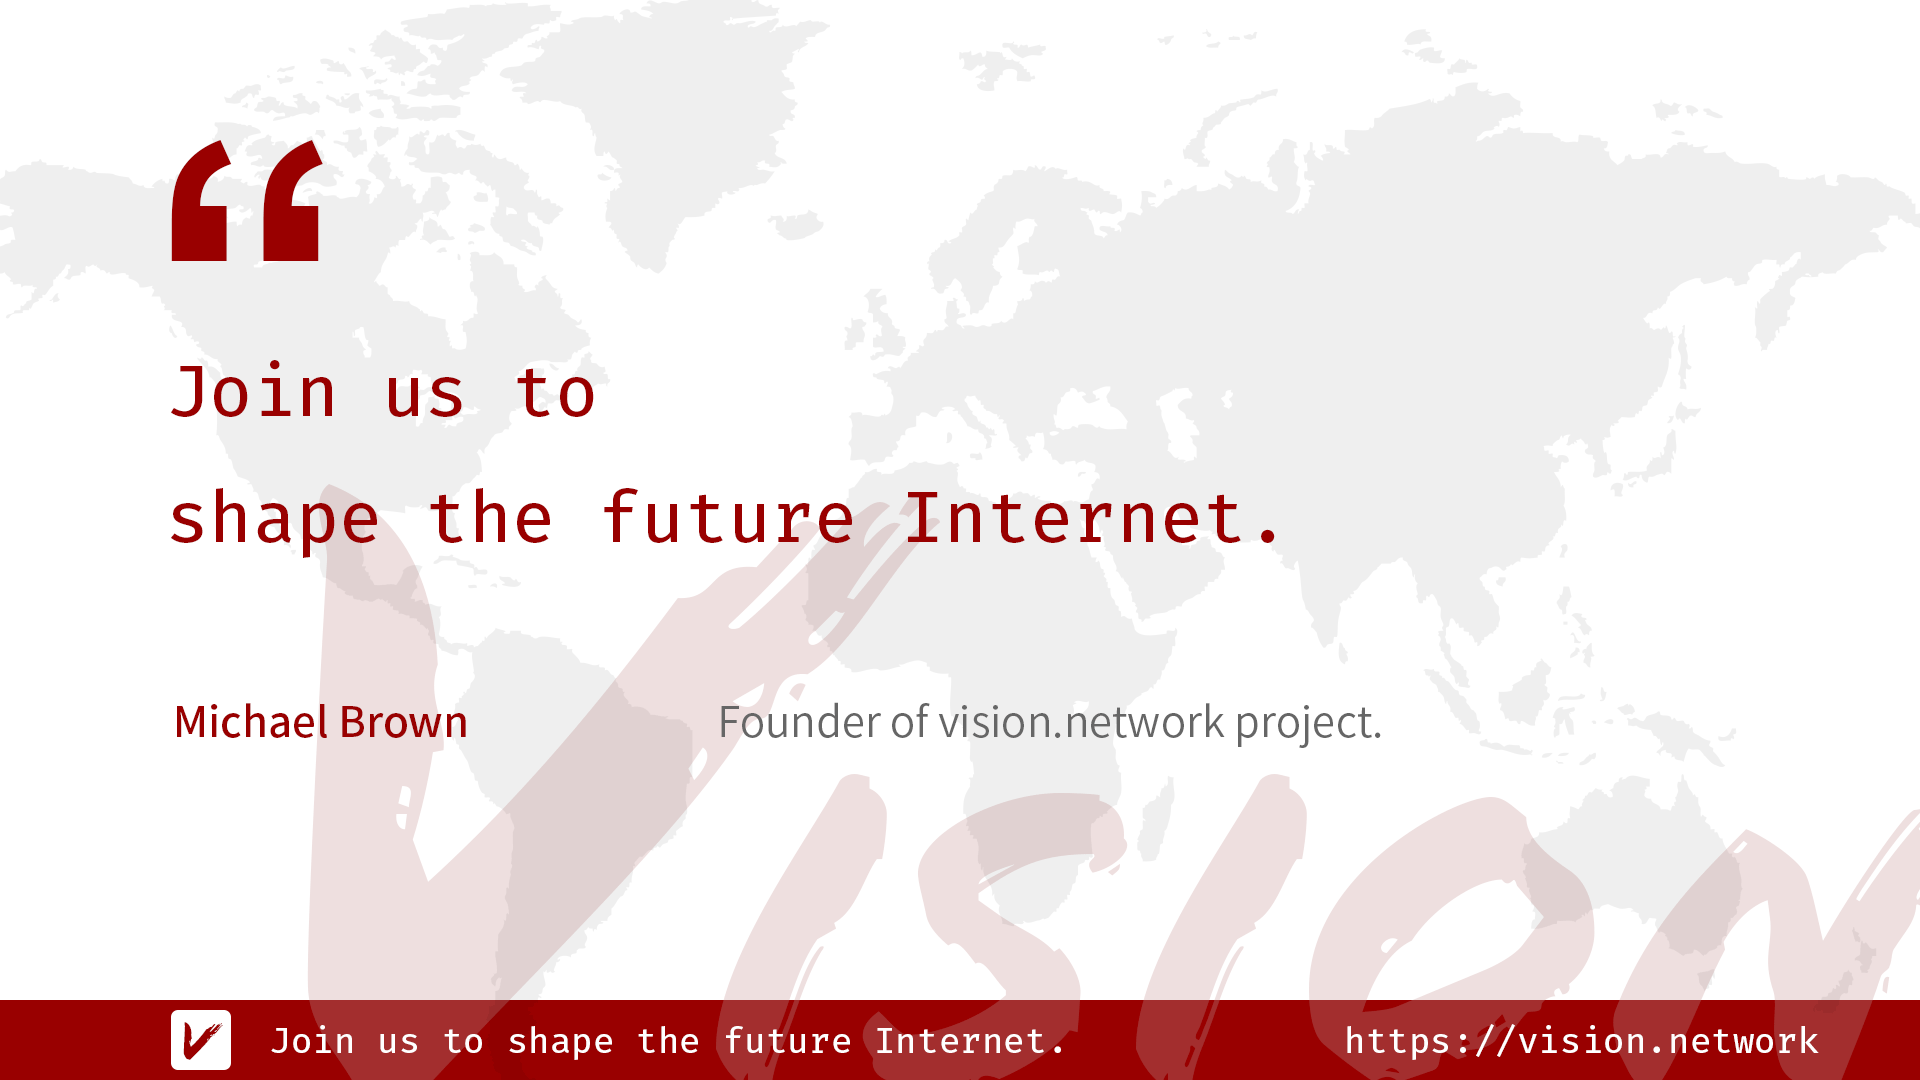 “
Join us to
shape the future Internet.
Michael Brown
Founder of vision.network project.
Vision
V Join us to shape the future Internet.
https://vision.network